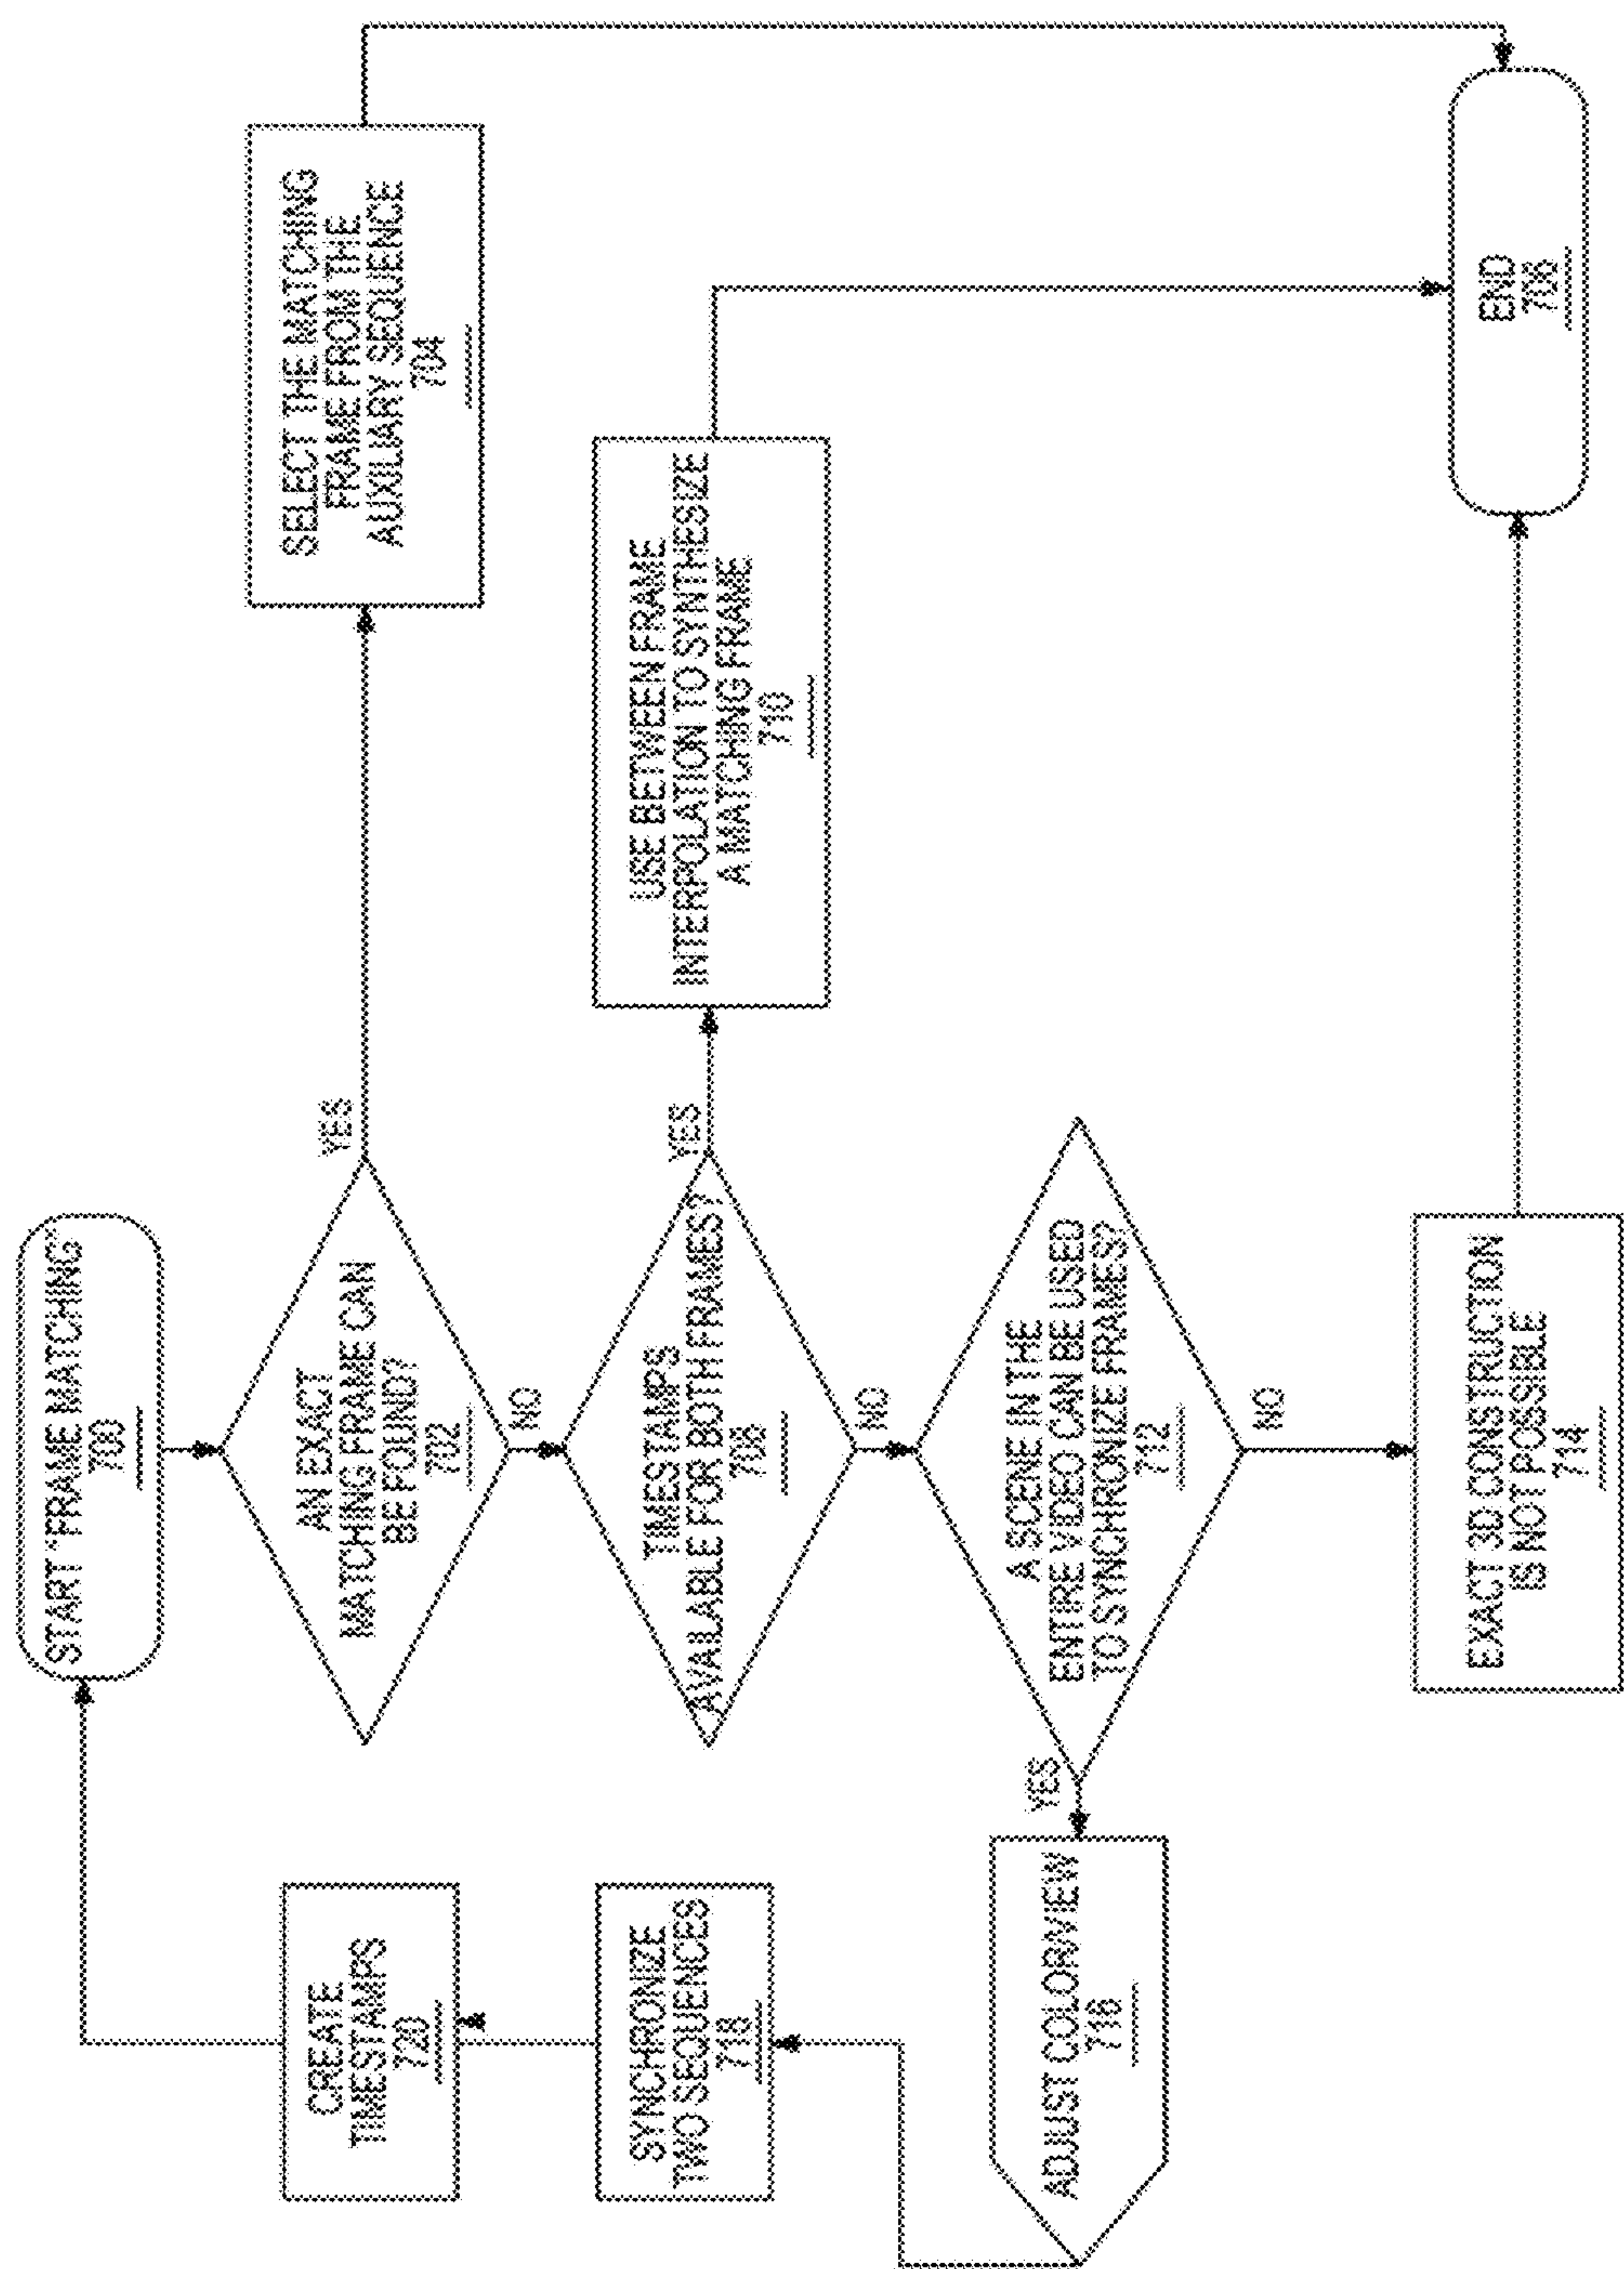 START 'FRAME MATCHING'
700
AN EXACT
MATCHING FRAME CAN
BE FOUND?
702
YES
NO
SELECT THE MATCHING
FRAME FROM THE
AUXILIARY SEQUENCE
704
TIMESTAMPS
AVAILABLE FOR BOTH FRAMES?
708
YES
NO
USE BETWEEN FRAME
INTERPOLATION TO SYNTHESIZE
A MATCHING FRAME
710
A SCENE IN THE
ENTIRE VIDEO CAN BE USED
TO SYNCHRONIZE FRAMES?
712
YES
NO
EXACT 3D CONSTRUCTION
IS NOT POSSIBLE
714
END
706
ADJUST COLOR/VIEW
716
SYNCHRONIZE
TWO SEQUENCES
718
CREATE
TIMESTAMPS
720